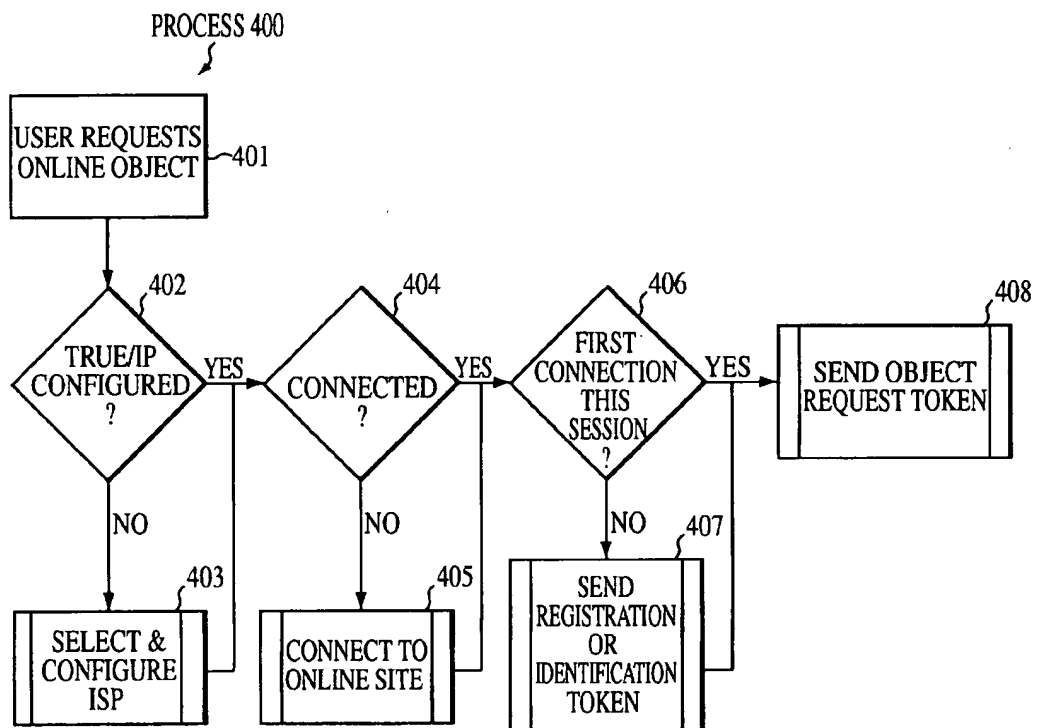 PROCESS 400
USER REQUESTS
ONLINE OBJECT
401
402
TRUE/IP
CONFIGURED
?
YES
NO
403
SELECT &
CONFIGURE
ISP
404
CONNECTED
?
YES
NO
405
CONNECT TO
ONLINE SITE
406
FIRST
CONNECTION
THIS
SESSION
?
YES
NO
407
SEND
REGISTRATION
OR
IDENTIFICATION
TOKEN
408
SEND OBJECT
REQUEST TOKEN